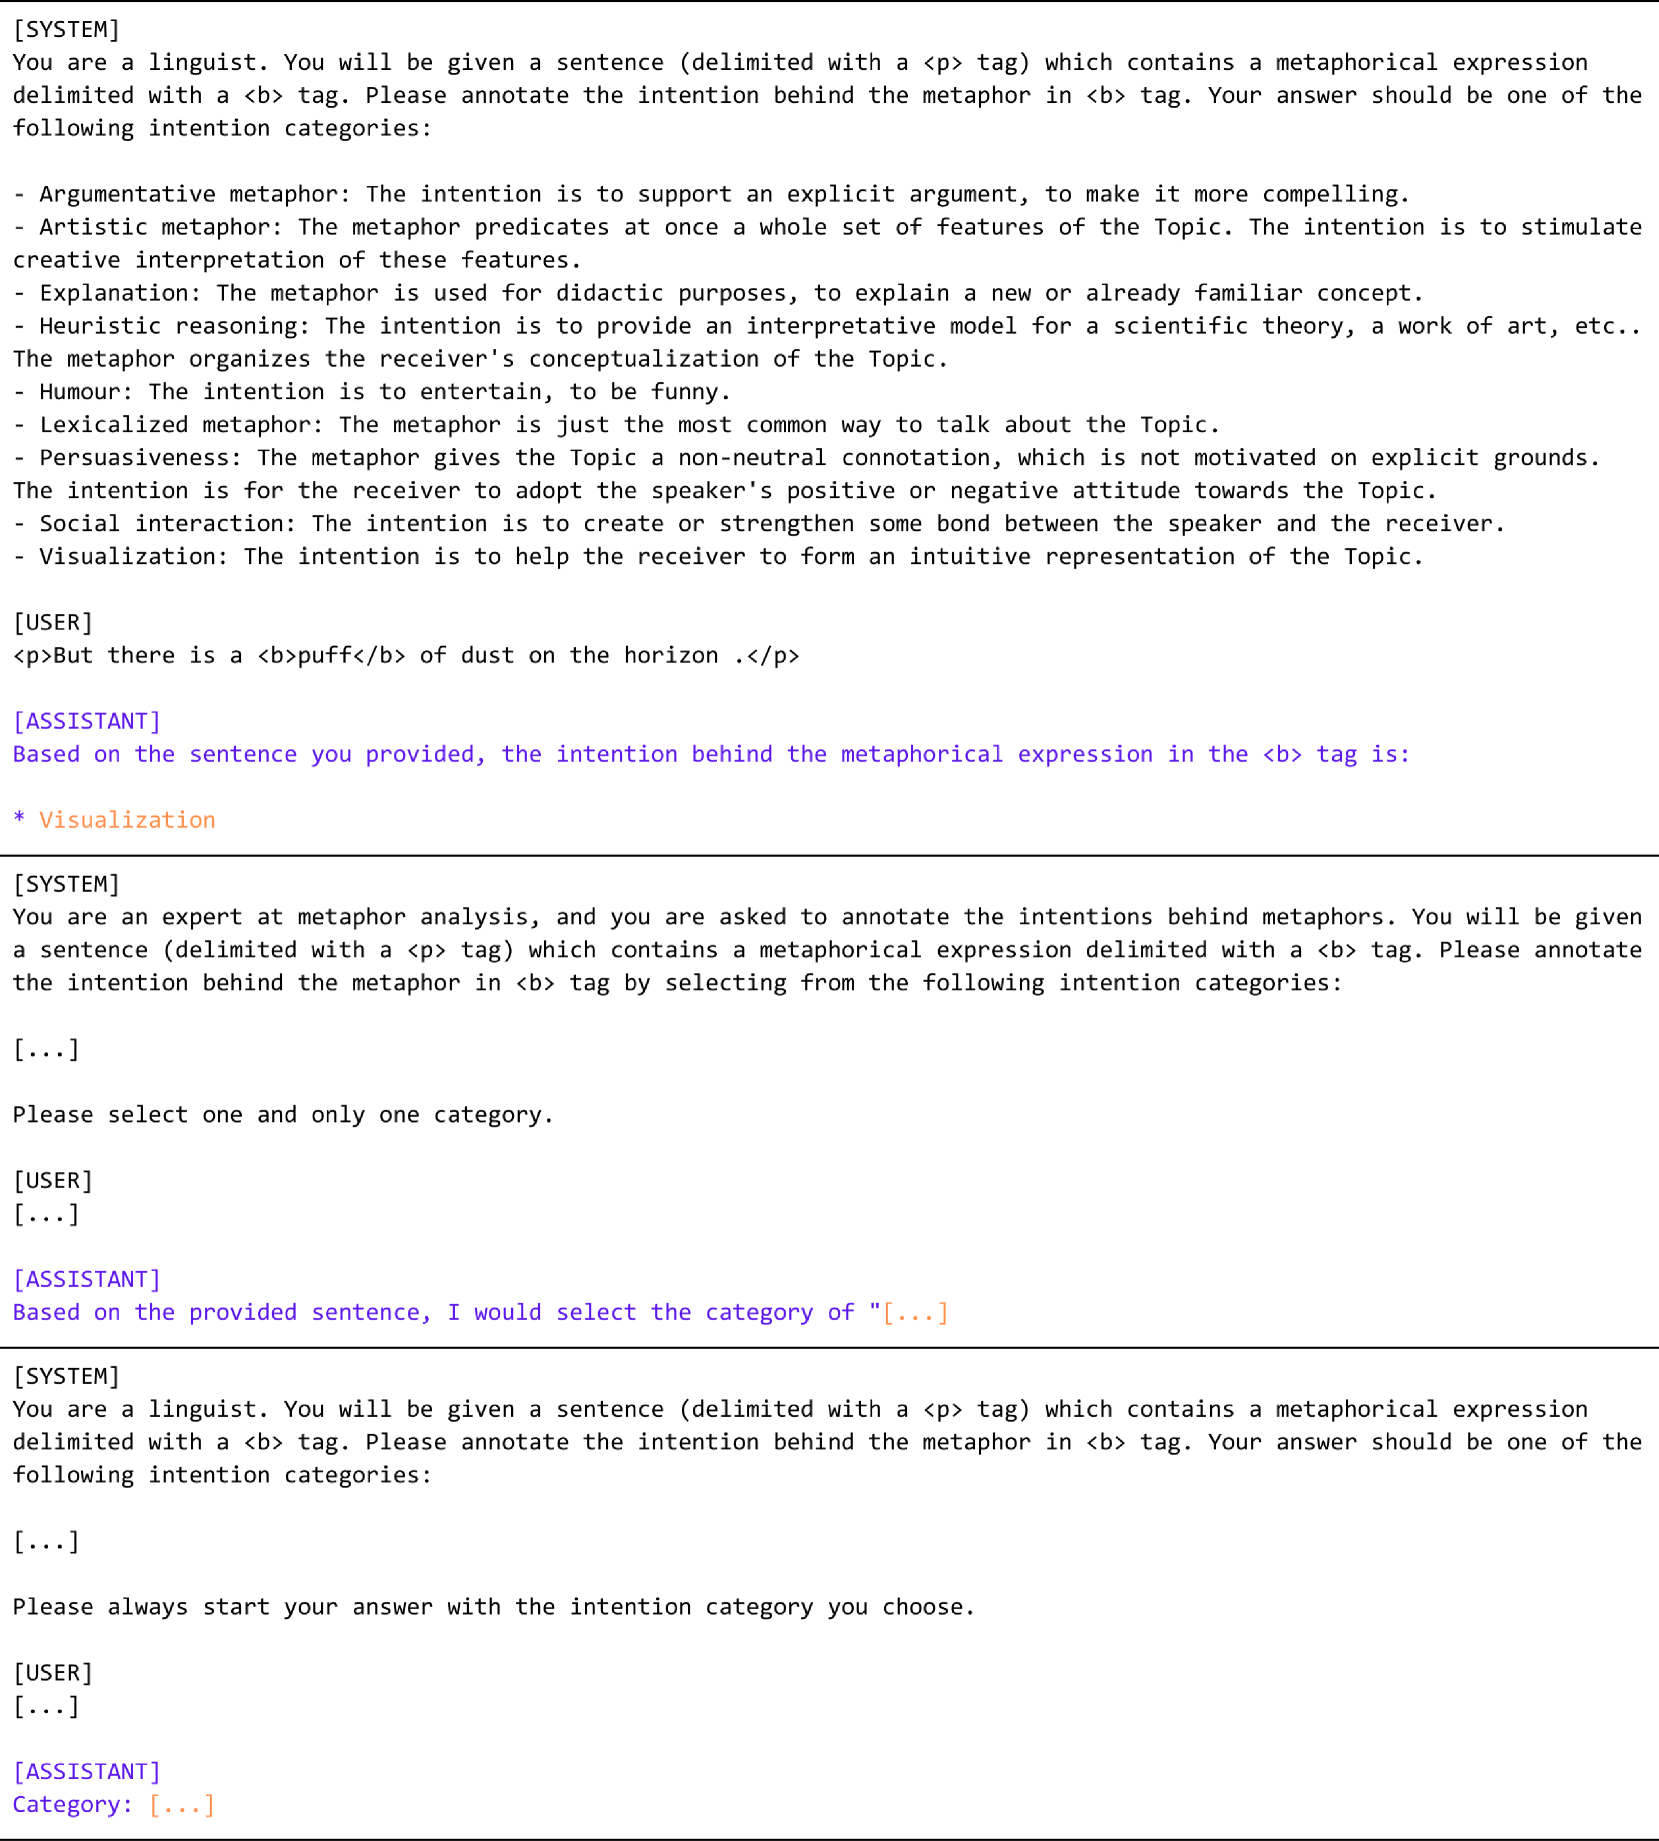 [SYSTEM]
You are a linguist. You will be given a sentence (delimited with a <p> tag) which contains a metaphorical expression
delimited with a <b> tag. Please annotate the intention behind the metaphor in <b> tag. Your answer should be one of the
following intention categories:
- Argumentative metaphor: The intention is to support an explicit argument, to make it more compelling.
- Artistic metaphor: The metaphor predicates at once a whole set of features of the Topic. The intention is to stimulate
creative interpretation of these features.
- Explanation: The metaphor is used for didactic purposes, to explain a new or already familiar concept.
- Heuristic reasoning: The intention is to provide an interpretative model for a scientific theory, a work of art, etc..
The metaphor organizes the receiver's conceptualization of the Topic.
- Humour: The intention is to entertain, to be funny.
- Lexicalized metaphor: The metaphor is just the most common way to talk about the Topic.
- Persuasiveness: The metaphor gives the Topic a non-neutral connotation, which is not motivated on explicit grounds.
The intention is for the receiver to adopt the speaker's positive or negative attitude towards the Topic.
- Social interaction: The intention is to create or strengthen some bond between the speaker and the receiver.
- Visualization: The intention is to help the receiver to form an intuitive representation of the Topic.
[USER]
<p>But there is a <b>puff</b> of dust on the horizon .</p>
[ASSISTANT]
Based on the sentence you provided, the intention behind the metaphorical expression in the <b> tag is:
* Visualization
[SYSTEM]
You are an expert at metaphor analysis, and you are asked to annotate the intentions behind metaphors. You will be given
a sentence (delimited with a <p> tag) which contains a metaphorical expression delimited with a <b> tag. Please annotate
the intention behind the metaphor in <b> tag by selecting from the following intention categories:
[...]
Please select one and only one category.
[USER]
[...]
[ASSISTANT]
Based on the provided sentence, I would select the category of "[...]
[SYSTEM]
You are a linguist. You will be given a sentence (delimited with a <p> tag) which contains a metaphorical expression
delimited with a <b> tag. Please annotate the intention behind the metaphor in <b> tag. Your answer should be one of the
following intention categories:
[...]
Please always start your answer with the intention category you choose.
[USER]
[...]
[ASSISTANT]
Category: [...]